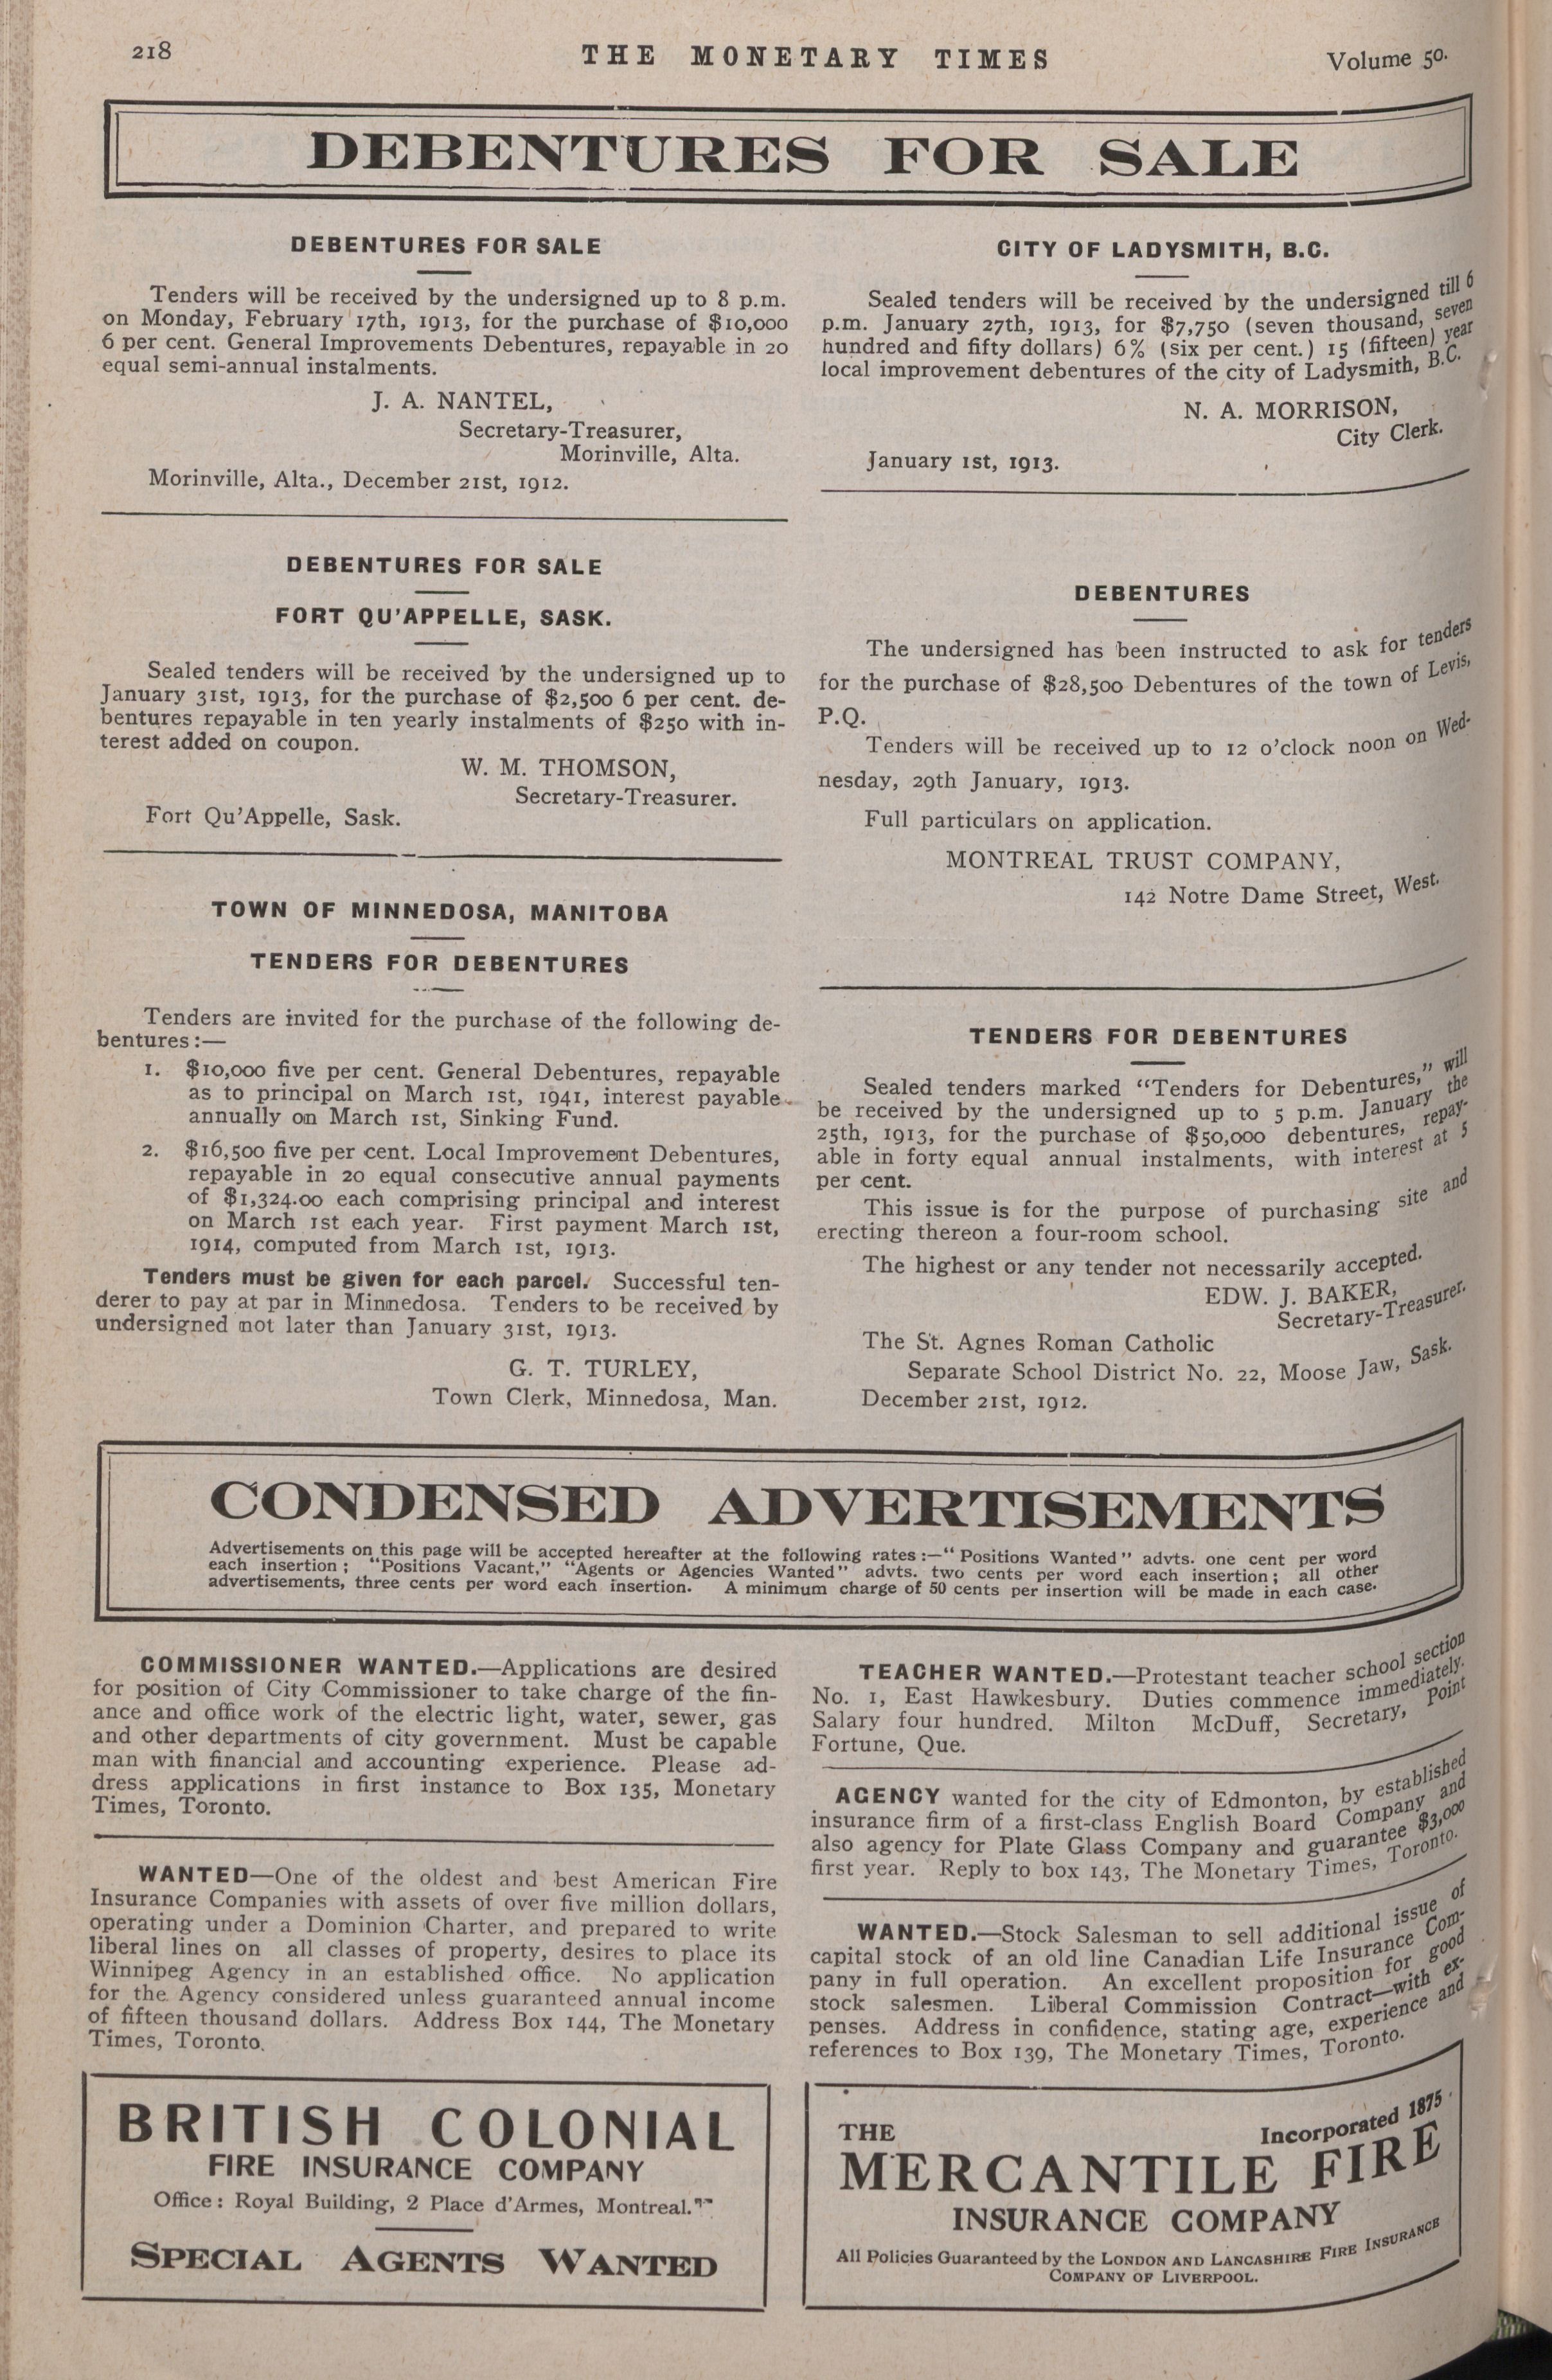 218
THE MONETARY TIMES
Volume 50.
DEBENTURES FOR SALE
DEBENTURES FOR SALE
Tenders will be received by the undersigned up to 8 p.m.
on Monday, February 17th, 1913, for the purchase of $10,000
6 per cent. General Improvements Debentures, repayable in 20
equal semi-annual instalments.
J. A. NANTEL,
Secretary-Treasurer,
Morinville, Alta.
Morinville, Alta., December 21st, 1912.
DEBENTURES FOR SALE
FORT QU'APPELLE, SASK.
Sealed tenders will be received by the undersigned up to
January 31st, 1913, for the purchase of $2,500 6 per cent. de-
bentures repayable in ten yearly instalments of $250 with in-
terest added on coupon.
W. M. THOMSON,
Secretary-Treasurer.
Fort Qu'Appelle, Sask.
TOWN OF MINNEDOSA, MANITOBA
TENDERS FOR DEBENTURES
Tenders are invited for the purchase of the following de-
bentures:—
1. $10,000 five per cent. General Debentures, repayable
as to principal on March 1st, 1941, interest payable
annually on March 1st, Sinking Fund.
2. $16,500 five per cent. Local Improvement Debentures,
repayable in 20 equal consecutive annual payments
of $1,324.00 each comprising principal and interest
on March 1st each year. First payment March 1st,
1914, computed from March 1st, 1913.
Tenders must be given for each parcel. Successful ten-
derer to pay at par in Minnedosa. Tenders to be received by
undersigned not later than January 31st, 1913.
G. T. TURLEY,
Town Clerk, Minnedosa, Man.
CITY OF LADYSMITH, B.C.
Sealed tenders will be received by the undersigned till 6
p.m. January 27th, 1913, for $7,750 (seven thousand, seven
hundred and fifty dollars) 6% (six per cent.) 15 (fifteen) year
local improvement debentures of the city of Ladysmith, B.C.
N. A. MORRISON,
City Clerk.
January 1st, 1913.
DEBENTURES
The undersigned has been instructed to ask for tenders
for the purchase of $28,500 Debentures of the town of Levis,
P.Q.
Tenders will be received up to 12 o'clock noon on Wed-
nesday, 29th January, 1913.
Full particulars on application.
MONTREAL TRUST COMPANY,
142 Notre Dame Street, West.
TENDERS FOR DEBENTURES
Sealed tenders marked "Tenders for Debentures," will
be received by the undersigned up to 5 p.m. January the
25th, 1913, for the purchase of $50,000 debentures, repay-
able in forty equal annual instalments, with interest at 5
per cent.
This issue is for the purpose of purchasing site and
erecting thereon a four-room school.
The highest or any tender not necessarily accepted.
EDW. J. BAKER,
Secretary-Treasurer.
The St. Agnes Roman Catholic
Separate School District No. 22, Moose Jaw, Sask.
December 21st, 1912.
CONDENSED ADVERTISEMENTS
Advertisements on this page will be accepted hereafter at the following rates:—"Positions Wanted" advts. one cent per word
each insertion; "Positions Vacant," "Agents or Agencies Wanted" advts. two cents per word each insertion; all other
advertisements, three cents per word each insertion. A minimum charge of 50 cents per insertion will be made in each case.
COMMISSIONER WANTED.—Applications are desired
for position of City Commissioner to take charge of the fin-
ance and office work of the electric light, water, sewer, gas
and other departments of city government. Must be capable
man with financial and accounting experience. Please ad-
dress applications in first instance to Box 135, Monetary
Times, Toronto.
WANTED—One of the oldest and best American Fire
Insurance Companies with assets of over five million dollars,
operating under a Dominion Charter, and prepared to write
liberal lines on all classes of property, desires to place its
Winnipeg Agency in an established office. No application
for the Agency considered unless guaranteed annual income
of fifteen thousand dollars. Address Box 144, The Monetary
Times, Toronto.
TEACHER WANTED.—Protestant teacher school section
No. 1, East Hawkesbury. Duties commence immediately.
Salary four hundred. Milton McDuff, Secretary, Point
Fortune, Que.
AGENCY wanted for the city of Edmonton, by established
insurance firm of a first-class English Board Company and
also agency for Plate Glass Company and guarantee $3,000
first year. Reply to box 143, The Monetary Times, Toronto.
WANTED.—Stock Salesman to sell additional issue of
capital stock of an old line Canadian Life Insurance Com-
pany in full operation. An excellent proposition for good
stock salesmen. Liberal Commission Contract—with ex-
penses. Address in confidence, stating age, experience and
references to Box 139, The Monetary Times, Toronto.
BRITISH COLONIAL
FIRE INSURANCE COMPANY
Office: Royal Building, 2 Place d'Armes, Montreal.
SPECIAL AGENTS WANTED
THE
Incorporated 1875
MERCANTILE FIRE
INSURANCE COMPANY
All Policies Guaranteed by the LONDON AND LANCASHIRE FIRE INSURANCE
COMPANY OF LIVERPOOL.